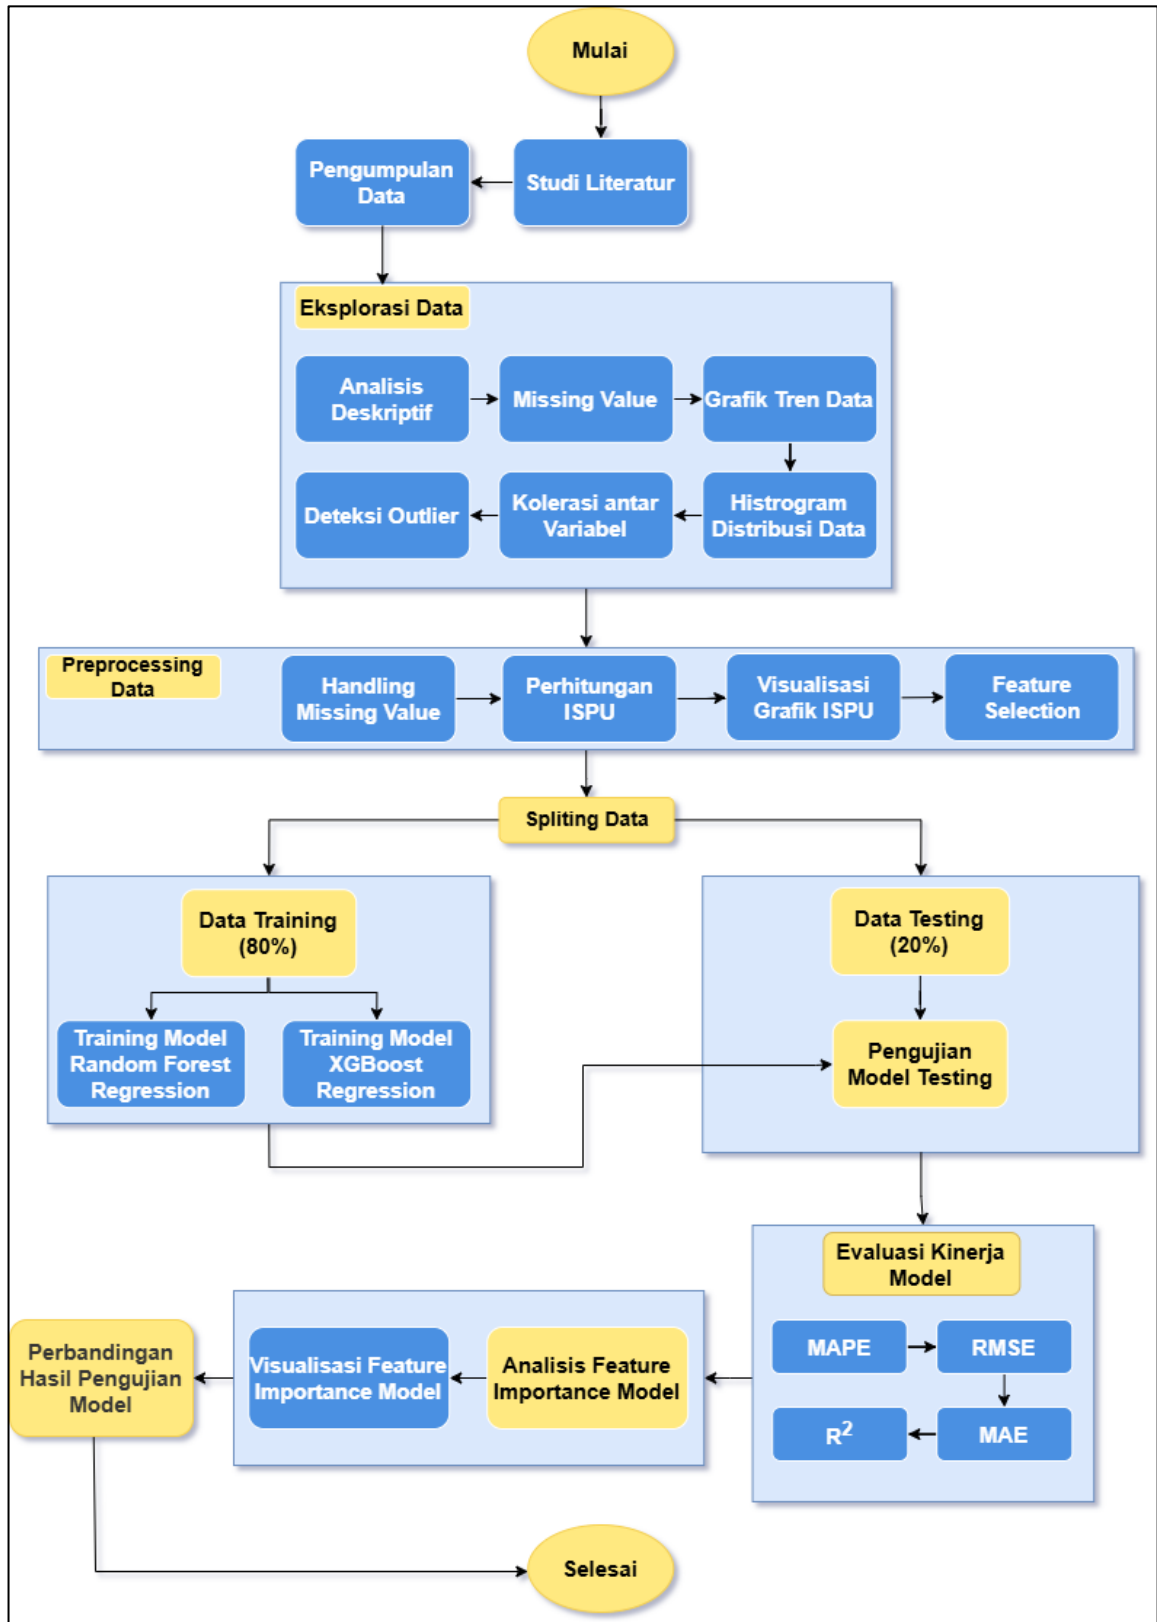 Mulai
Studi Literatur
Pengumpulan
Data
Eksplorasi Data
Analisis
Deskriptif
Missing Value
Grafik Tren Data
Histrogram
Distribusi Data
Kolerasi antar
Variabel
Deteksi Outlier
Preprocessing
Data
Handling
Missing Value
Perhitungan
ISPU
Visualisasi
Grafik ISPU
Feature
Selection
Spliting Data
Data Training
(80%)
Training Model
Random Forest
Regression
Training Model
XGBoost
Regression
Data Testing
(20%)
Pengujian
Model Testing
Evaluasi Kinerja
Model
MAPE
RMSE
MAE
R²
Analisis Feature
Importance Model
Visualisasi Feature
Importance Model
Perbandingan
Hasil Pengujian
Model
Selesai